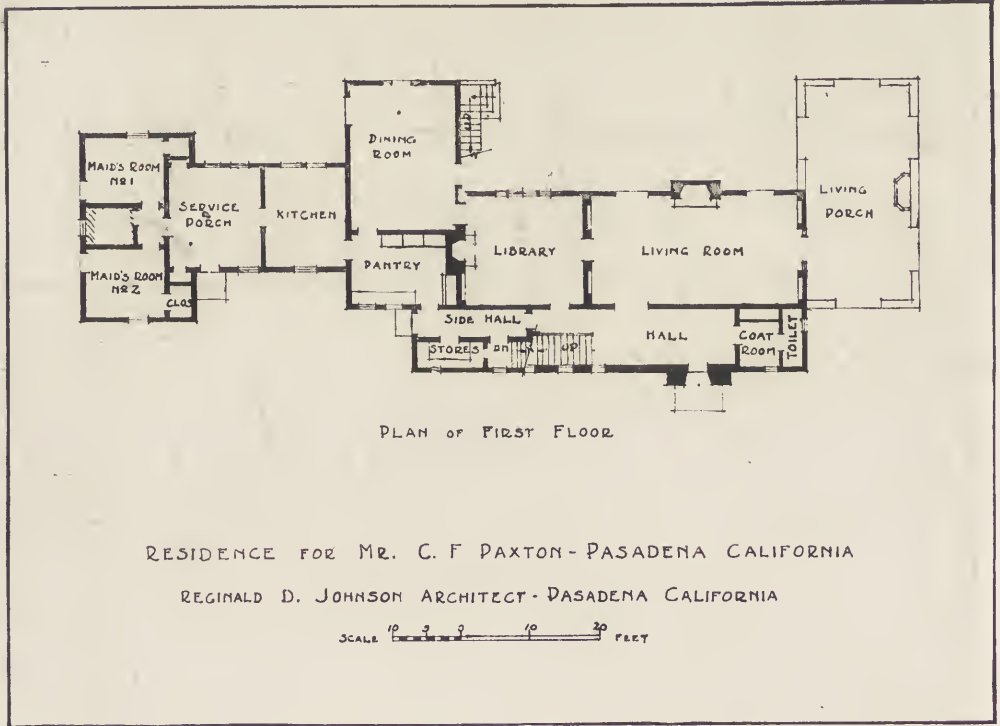 DINING
ROOM
UP
MAID'S ROOM
Nº1
SERVICE
PORCH
KITCHEN
LIVING
PORCH
LIBRARY
LIVING ROOM
PANTRY
MAID'S ROOM
Nº2
CLOS
SIDE HALL
HALL
COAT
ROOM
TOILET
STORES
DN
UP
PLAN OF FIRST FLOOR
RESIDENCE FOR MR. C. F PAXTON - PASADENA CALIFORNIA
REGINALD D. JOHNSON ARCHITECT - PASADENA CALIFORNIA
SCALE 10 5 0 10 20 FEET